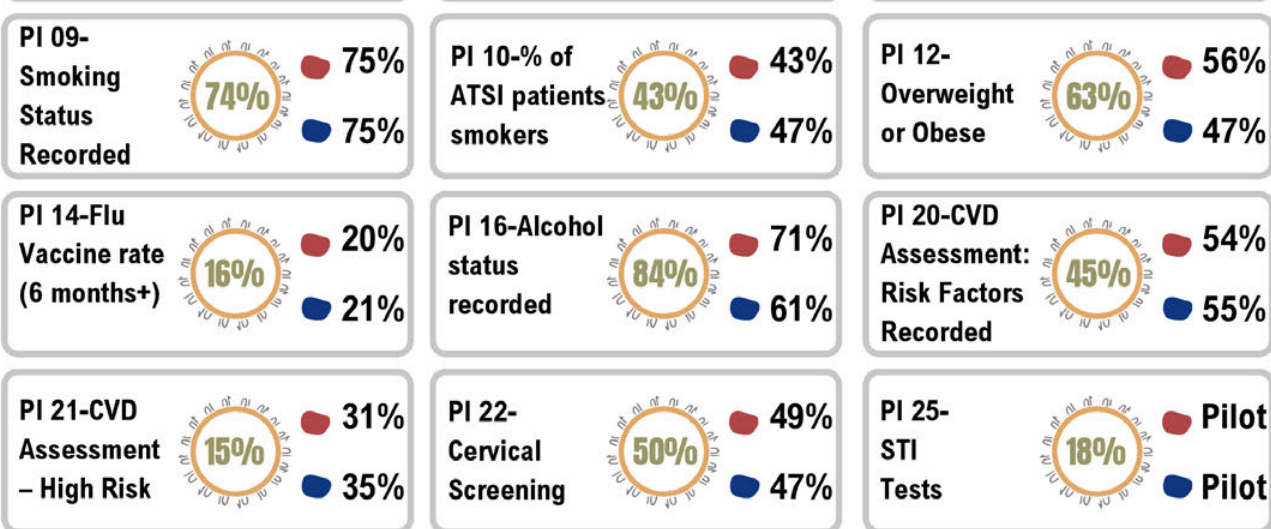 PI 09-
Smoking
Status
Recorded
74%
75%
75%
PI 10-% of
ATSI patients
smokers
43%
43%
47%
PI 12-
Overweight
or Obese
63%
56%
47%
PI 14-Flu
Vaccine rate
(6 months+)
16%
20%
21%
PI 16-Alcohol
status
recorded
84%
71%
61%
PI 20-CVD
Assessment:
Risk Factors
Recorded
45%
54%
55%
PI 21-CVD
Assessment
– High Risk
15%
31%
35%
PI 22-
Cervical
Screening
50%
49%
47%
PI 25-
STI
Tests
18%
Pilot
Pilot